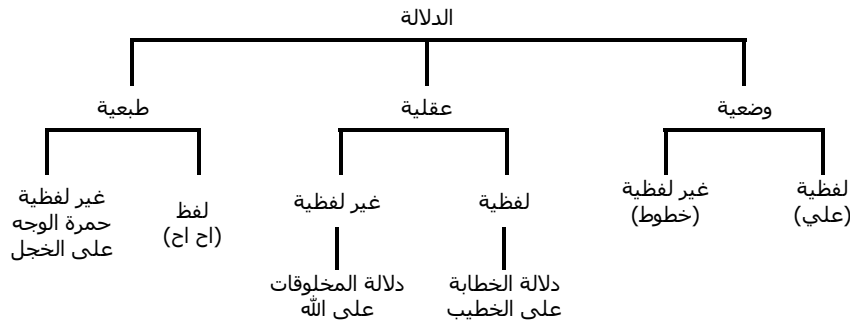 الدلالة
وضعية
عقلية
طبعية
لفظية
(علي)
غير لفظية
(خطوط)
لفظية
غير لفظية
لفظ
(اح اح)
غير لفظية
حمرة الوجه
على الخجل
دلالة الخطابة
على الخطيب
دلالة المخلوقات
على الله